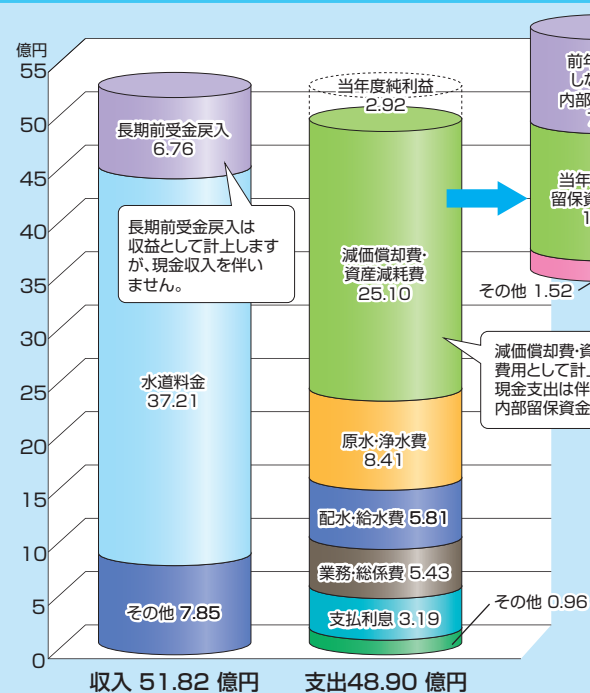 億円
55
50
45
40
35
30
25
20
15
10
5
0
長期前受金戻入
6.76
長期前受金戻入は
収益として計上します
が、現金収入を伴い
ません。
水道料金
37.21
その他 7.85
収入 51.82 億円
当年度純利益
2.92
減価償却費・
資産減耗費
25.10
原水・浄水費
8.41
配水・給水費 5.81
業務・総係費 5.43
支払利息 3.19
その他 0.96
支出48.90 億円
前年
しな
内部
当年
留保資
1
その他 1.52
減価償却費・資
費用として計上
現金支出は伴
内部留保資金